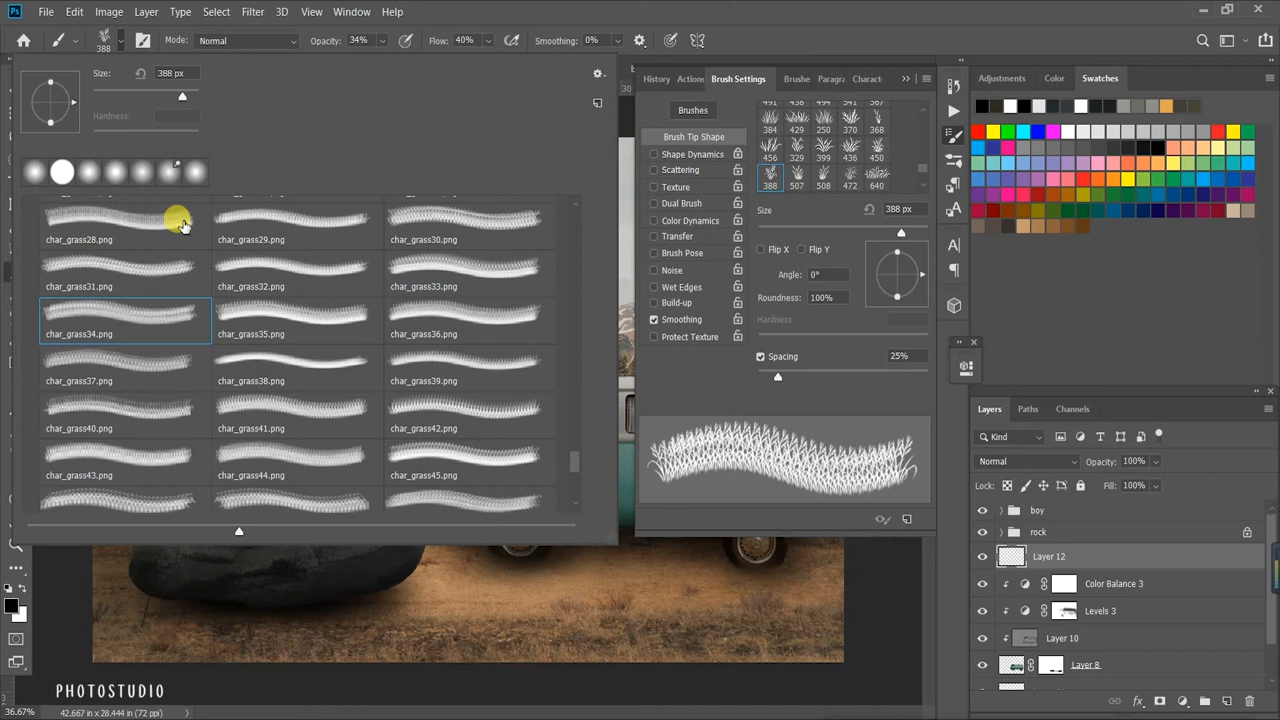 Ps File Edit Image Layer Type Select Filter 3D View Window Help
388 Mode: Normal Opacity: 34% Flow: 40% Smoothing: 0%
Size: 388 px
Hardness:
char_grass28.png char_grass29.png char_grass30.png
char_grass31.png char_grass32.png char_grass33.png
char_grass34.png char_grass35.png char_grass36.png
char_grass37.png char_grass38.png char_grass39.png
char_grass40.png char_grass41.png char_grass42.png
char_grass43.png char_grass44.png char_grass45.png
30
History Actions Brush Settings Brushe Paragra Charact
Brushes
Brush Tip Shape
Shape Dynamics
Scattering
Texture
Dual Brush
Color Dynamics
Transfer
Brush Pose
Noise
Wet Edges
Build-up
Smoothing
Protect Texture
491 438 494 341 367
384 429 250 370 368
456 329 399 436 450
388 507 508 472 640
Size 388 px
Flip X Flip Y
Angle: 0°
Roundness: 100%
Hardness
Spacing 25%
Adjustments Color Swatches
Layers Paths Channels
Kind
Normal Opacity: 100%
Lock: Fill: 100%
boy
rock
Layer 12
Color Balance 3
Levels 3
Layer 10
Layer 8
PHOTOSTUDIO
36.67% 42.667 in x 28.444 in (72 ppi)